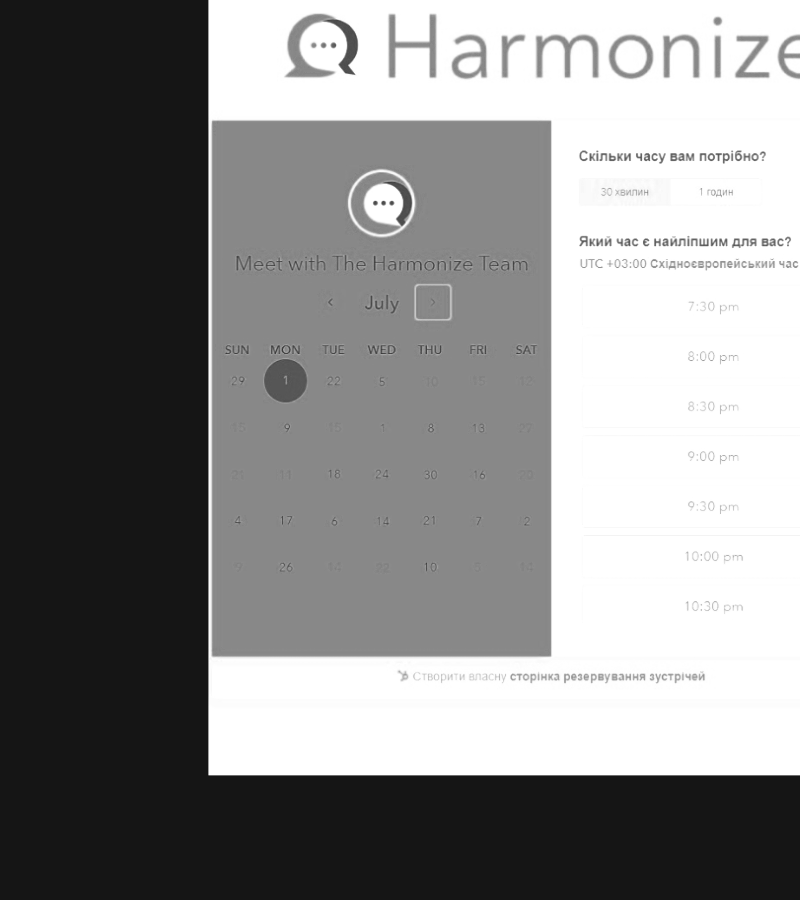 Harmonize
Meet with The Harmonize Team
July
SUN MON TUE WED THU FRI SAT
29 1 22 5 10 15 12
15 9 15 1 8 13
11 18 24 30 16 20
4 17 6 14 21 7 2
9 26 14 22 10 5 14
Скільки часу вам потрібно?
30 хвилин 1 годин
Який час є найліпшим для вас?
UTC +03:00 Східноєвропейський час
7:30 pm
8:00 pm
8:30 pm
9:00 pm
9:30 pm
10:00 pm
10:30 pm
Створити власну сторінка резервування зустрічей